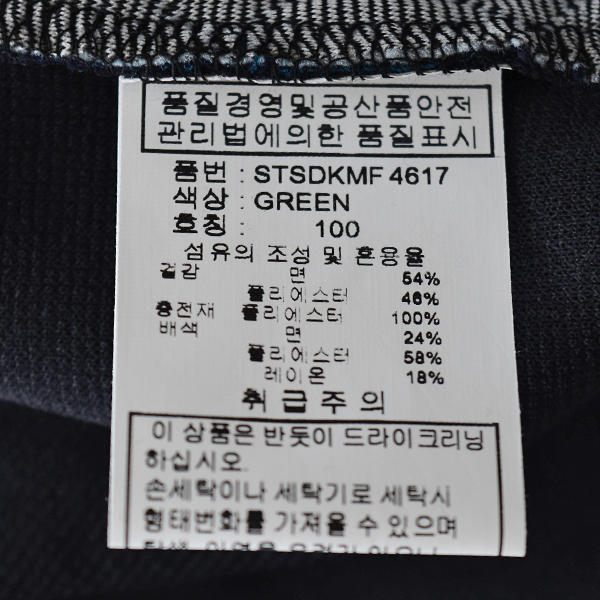 품질경영및공산품안전
관리법에의한 품질표시
품번 : STSDKMF 4617
색상 : GREEN
호칭 : 100
섬유의 조성 및 혼용율
겉감 면 54%
폴리에스터 46%
충전재 폴리에스터 100%
배색 면 24%
폴리에스터 58%
레이온 18%
취급주의
이 상품은 반듯이 드라이크리닝
하십시오.
손세탁이나 세탁기로 세탁시
형태변화를 가져올 수 있으며